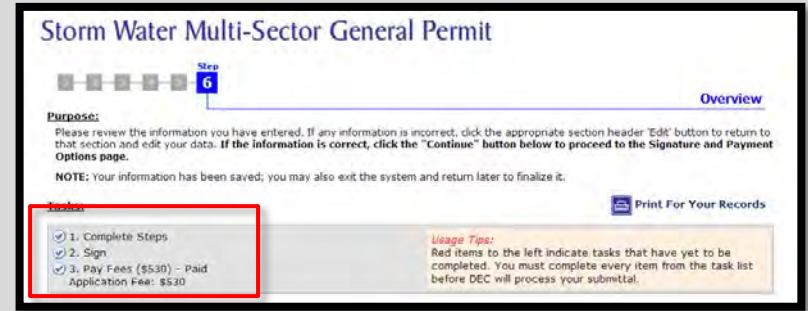 Storm Water Multi-Sector General Permit
Step
6
Overview
Purpose:
Please review the information you have entered. If any information is incorrect, click the appropriate section header 'Edit' button to return to
that section and edit your data. If the information is correct, click the "Continue" button below to proceed to the Signature and Payment
Options page.
NOTE: Your information has been saved; you may also exit the system and return later to finalize it.
Tasks:
Print For Your Records
1. Complete Steps
2. Sign
3. Pay Fees ($530) - Paid
Application Fee: $530
Usage Tips:
Red items to the left indicate tasks that have yet to be
completed. You must complete every item from the task list
before DEC will process your submittal.